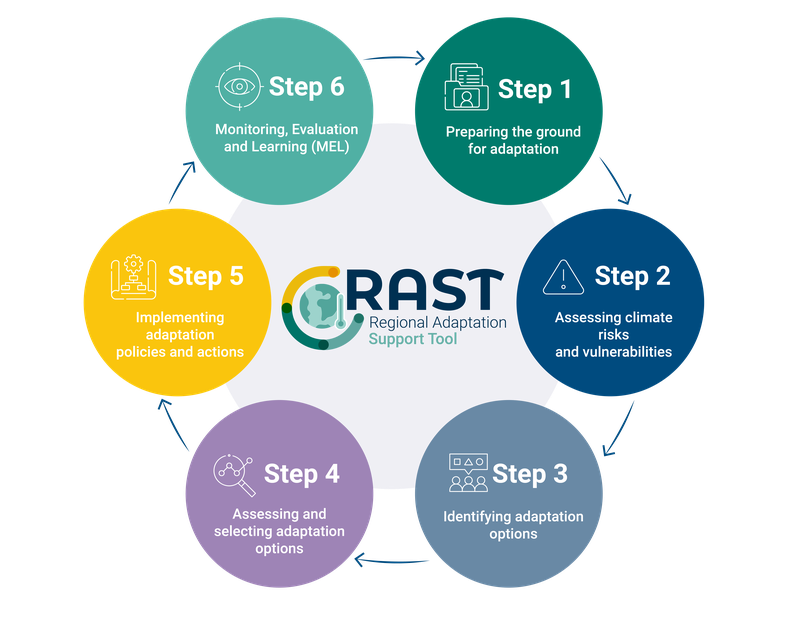 Step 1
Preparing the ground
for adaptation
Step 2
Assessing climate
risks
and vulnerabilities
Step 3
Identifying adaptation
options
Step 4
Assessing and
selecting adaptation
options
Step 5
Implementing
adaptation
policies and actions
Step 6
Monitoring, Evaluation
and Learning (MEL)
RAST
Regional Adaptation
Support Tool